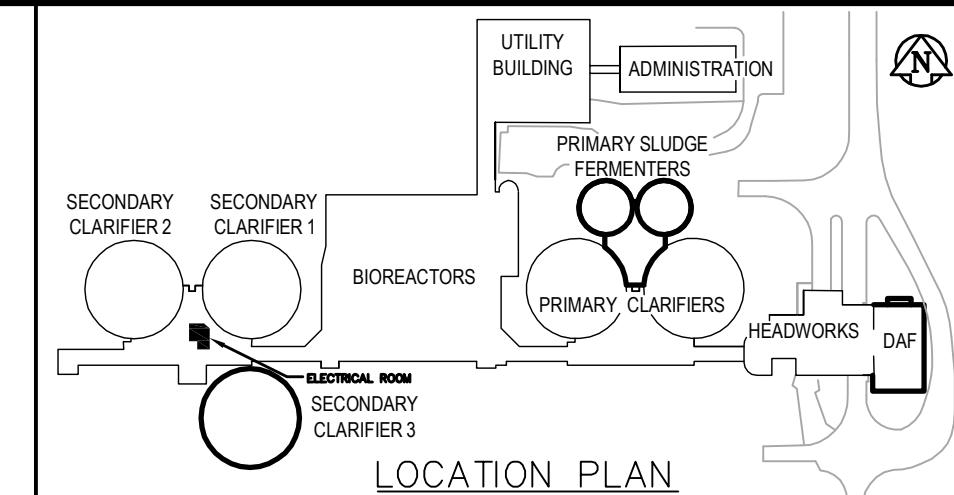 UTILITY
BUILDING
ADMINISTRATION
N
PRIMARY SLUDGE
FERMENTERS
SECONDARY
CLARIFIER 2
SECONDARY
CLARIFIER 1
BIOREACTORS
PRIMARY CLARIFIERS
HEADWORKS
DAF
ELECTRICAL ROOM
SECONDARY
CLARIFIER 3
LOCATION PLAN